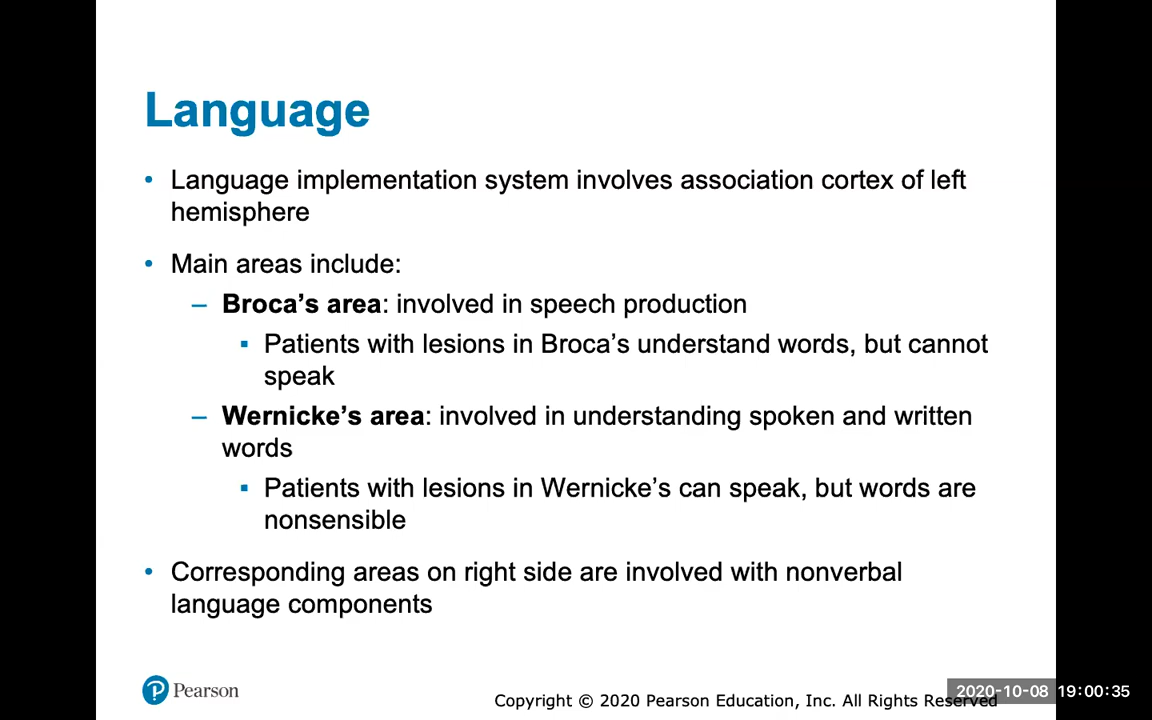 Language
• Language implementation system involves association cortex of left
hemisphere
• Main areas include:
– Broca’s area: involved in speech production
▪ Patients with lesions in Broca’s understand words, but cannot
speak
– Wernicke’s area: involved in understanding spoken and written
words
▪ Patients with lesions in Wernicke’s can speak, but words are
nonsensible
• Corresponding areas on right side are involved with nonverbal
language components
Pearson
Copyright © 2020 Pearson Education, Inc. All Rights Reserved
2020-10-08 19:00:35